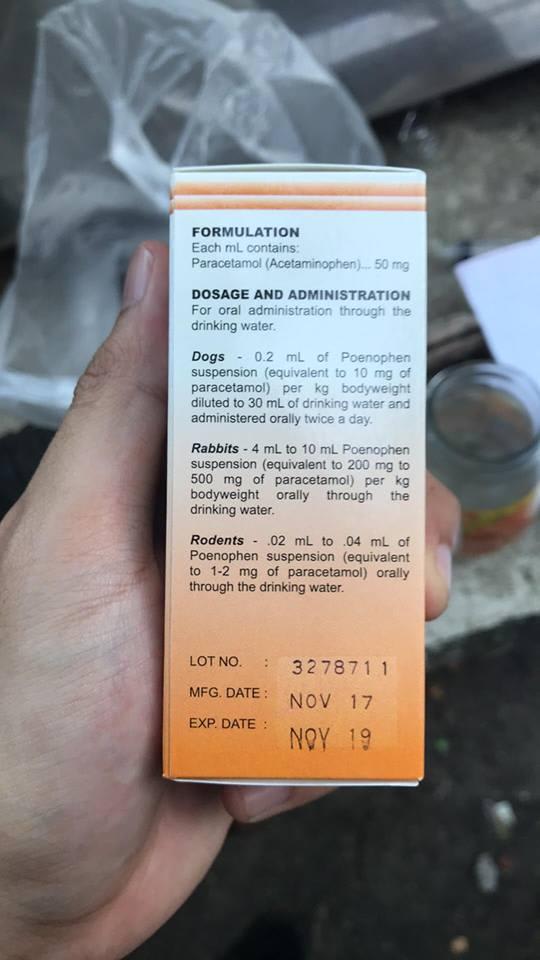 FORMULATION
Each mL contains:
Paracetamol (Acetaminophen)... 50 mg
DOSAGE AND ADMINISTRATION
For oral administration through the
drinking water.
Dogs - 0.2 mL of Poenophen
suspension (equivalent to 10 mg of
paracetamol) per kg bodyweight
diluted to 30 mL of drinking water and
administered orally twice a day.
Rabbits - 4 mL to 10 mL Poenophen
suspension (equivalent to 200 mg to
500 mg of paracetamol) per kg
bodyweight orally through the
drinking water.
Rodents - .02 mL to .04 mL of
Poenophen suspension (equivalent
to 1-2 mg of paracetamol) orally
through the drinking water.
LOT NO. : 3278711
MFG. DATE : NOV 17
EXP. DATE : NOV 19